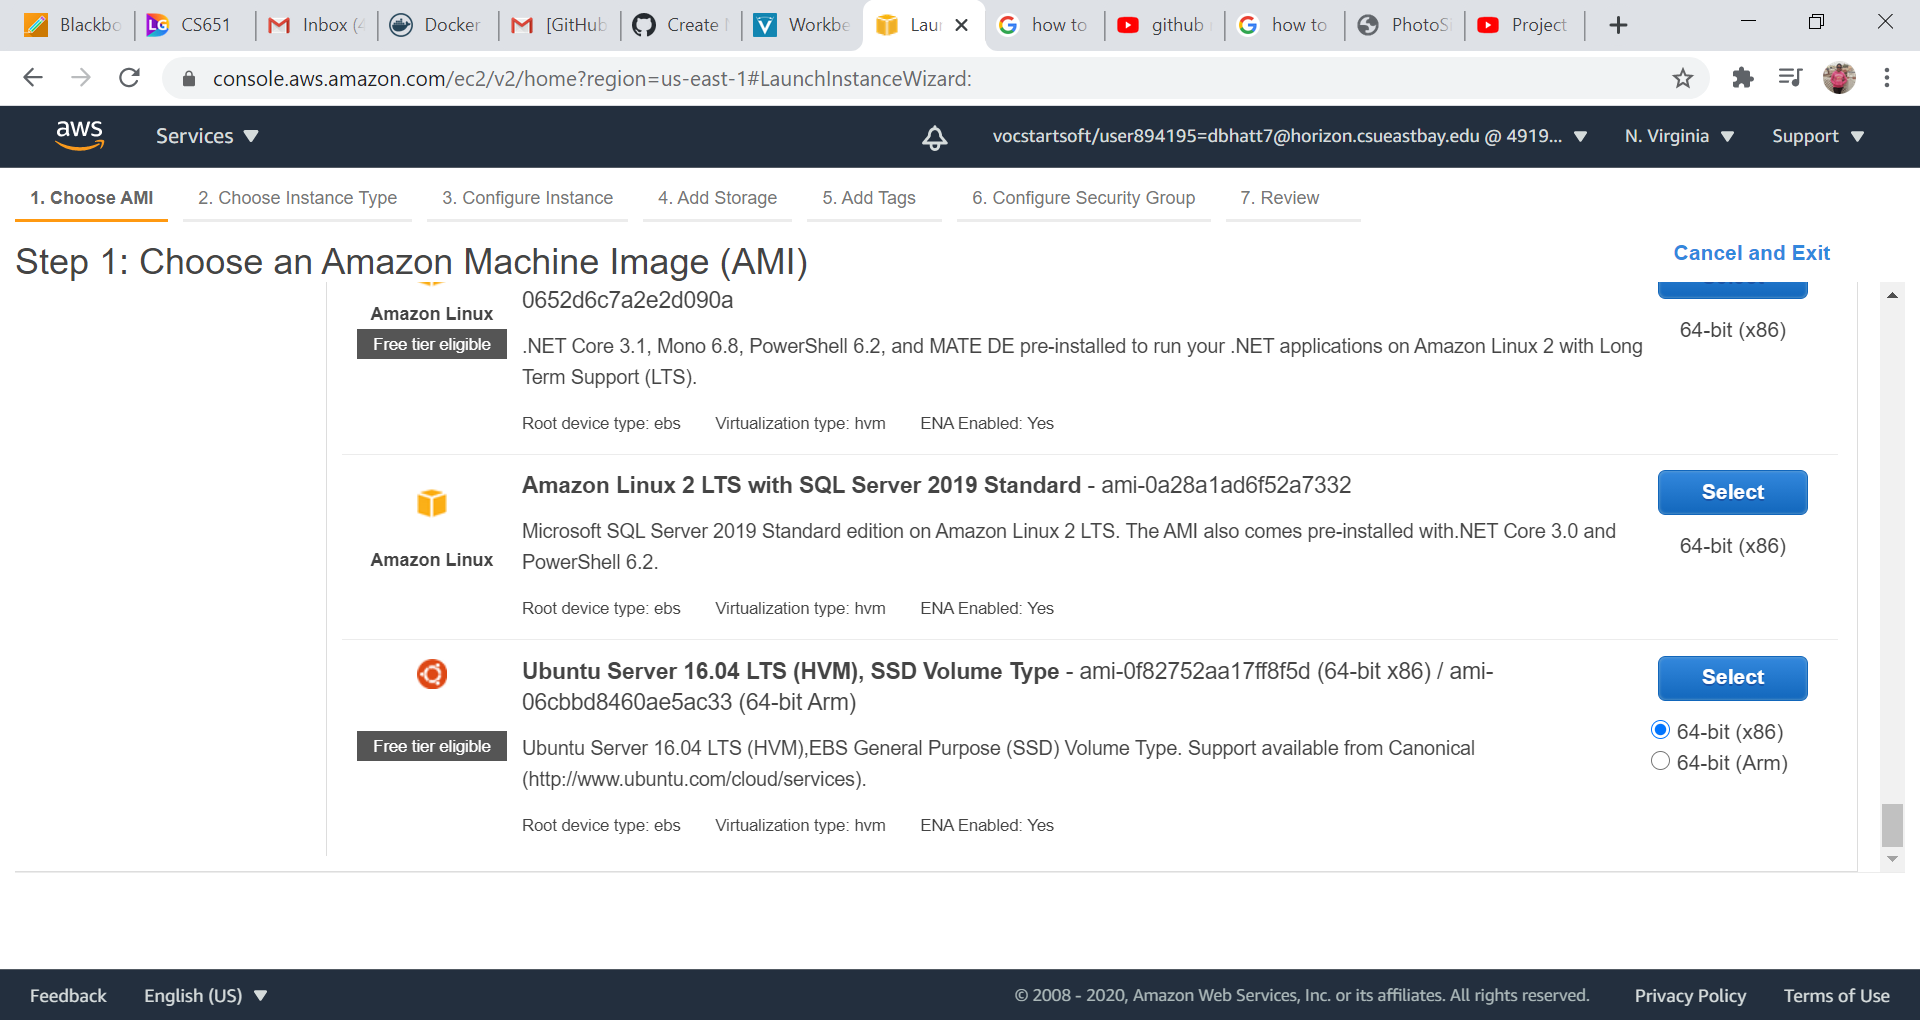 Blackbo
LG CS651
Inbox (4
Docker
[GitHub
Create
Workbe
Lau
how to
github
how to
PhotoSi
Project
console.aws.amazon.com/ec2/v2/home?region=us-east-1#LaunchInstanceWizard:
aws
Services
vocstartsoft/user894195=dbhatt7@horizon.csueastbay.edu @ 4919...
N. Virginia
Support
1. Choose AMI
2. Choose Instance Type
3. Configure Instance
4. Add Storage
5. Add Tags
6. Configure Security Group
7. Review
Step 1: Choose an Amazon Machine Image (AMI)
Cancel and Exit
Amazon Linux
Free tier eligible
0652d6c7a2e2d090a
.NET Core 3.1, Mono 6.8, PowerShell 6.2, and MATE DE pre-installed to run your .NET applications on Amazon Linux 2 with Long
Term Support (LTS).
Root device type: ebs
Virtualization type: hvm
ENA Enabled: Yes
64-bit (x86)
Amazon Linux
Amazon Linux 2 LTS with SQL Server 2019 Standard - ami-0a28a1ad6f52a7332
Microsoft SQL Server 2019 Standard edition on Amazon Linux 2 LTS. The AMI also comes pre-installed with.NET Core 3.0 and
PowerShell 6.2.
Root device type: ebs
Virtualization type: hvm
ENA Enabled: Yes
Select
64-bit (x86)
Free tier eligible
Ubuntu Server 16.04 LTS (HVM), SSD Volume Type - ami-0f82752aa17ff8f5d (64-bit x86) / ami-
06cbbd8460ae5ac33 (64-bit Arm)
Ubuntu Server 16.04 LTS (HVM),EBS General Purpose (SSD) Volume Type. Support available from Canonical
(http://www.ubuntu.com/cloud/services).
Root device type: ebs
Virtualization type: hvm
ENA Enabled: Yes
Select
64-bit (x86)
64-bit (Arm)
Feedback
English (US)
© 2008 - 2020, Amazon Web Services, Inc. or its affiliates. All rights reserved.
Privacy Policy
Terms of Use